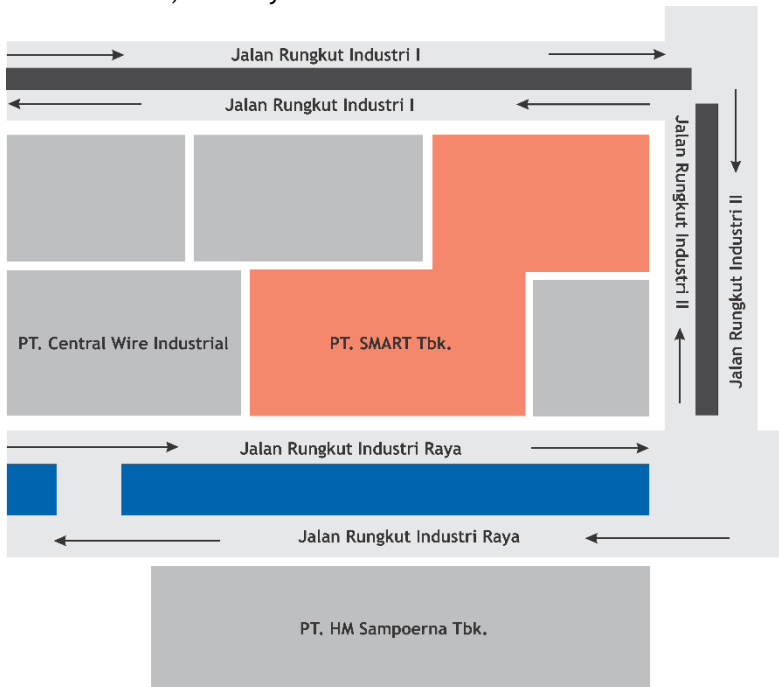 Jalan Rungkut Industri I
Jalan Rungkut Industri I
Jalan Rungkut Industri II
Jalan Rungkut Industri II
PT. Central Wire Industrial
PT. SMART Tbk.
Jalan Rungkut Industri Raya
Jalan Rungkut Industri Raya
PT. HM Sampoerna Tbk.